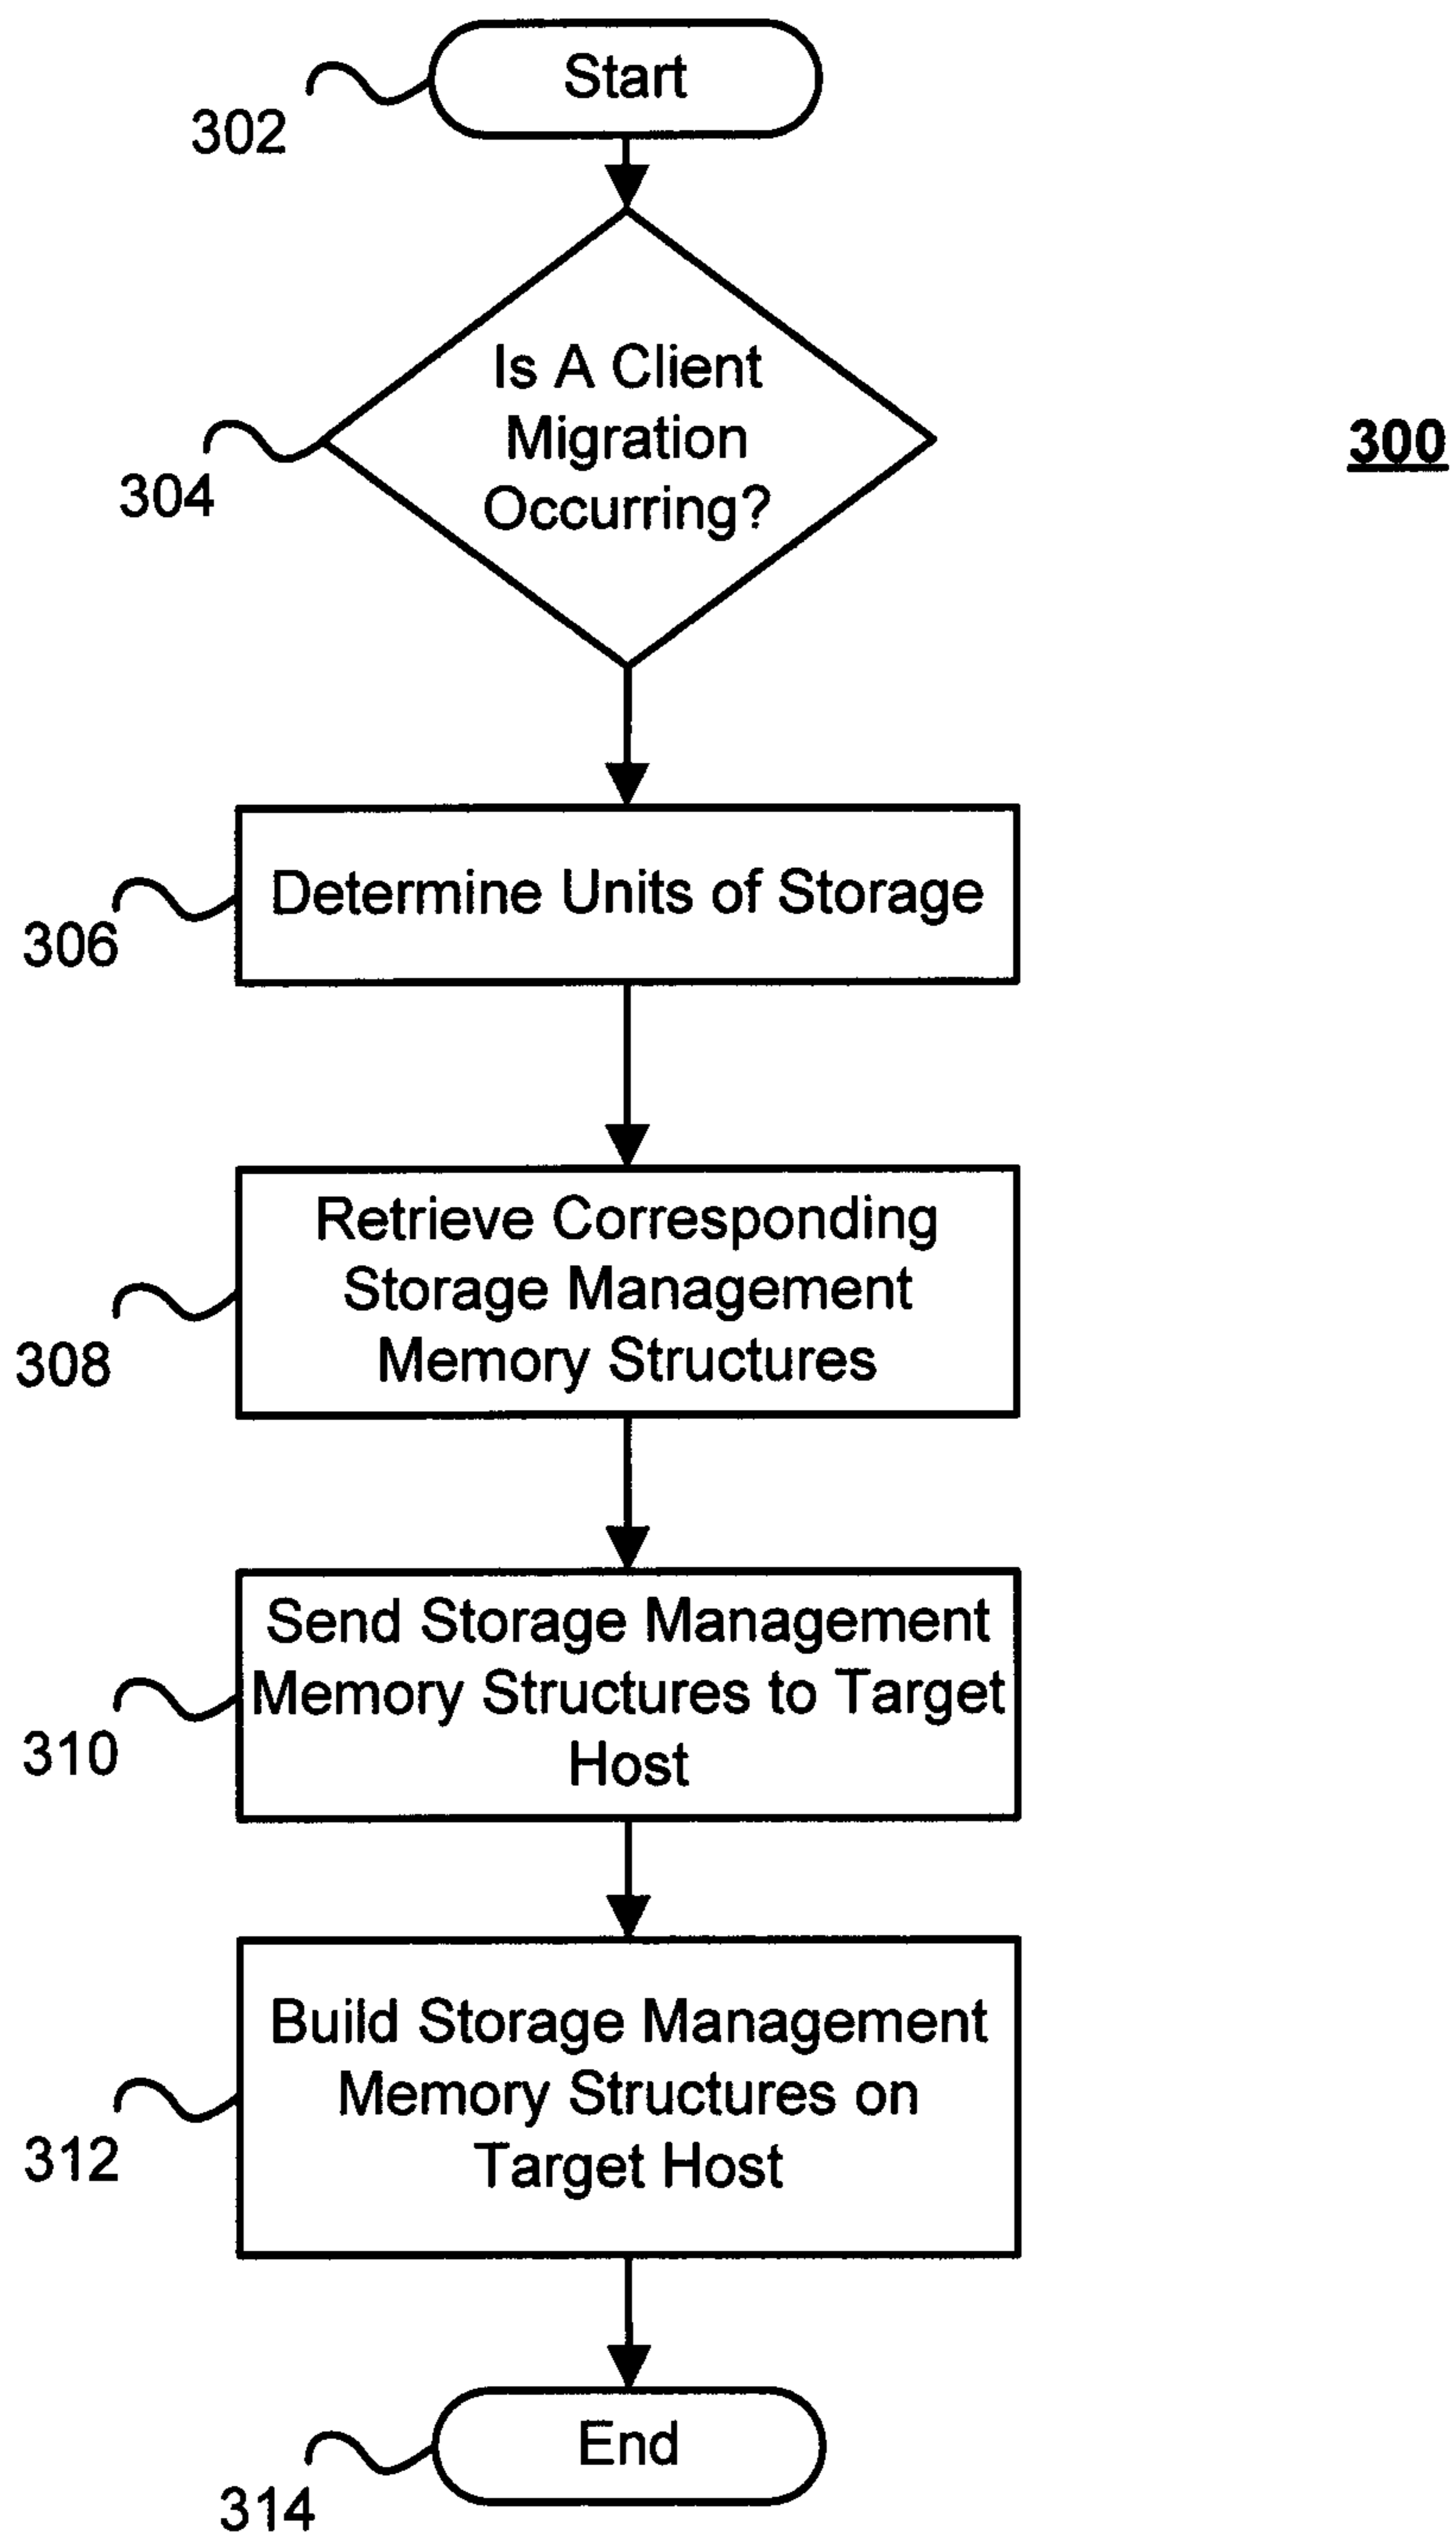 Start
302
Is A Client
Migration
Occurring?
300
304
Determine Units of Storage
306
Retrieve Corresponding
Storage Management
Memory Structures
308
Send Storage Management
Memory Structures to Target
Host
310
Build Storage Management
Memory Structures on
Target Host
312
End
314